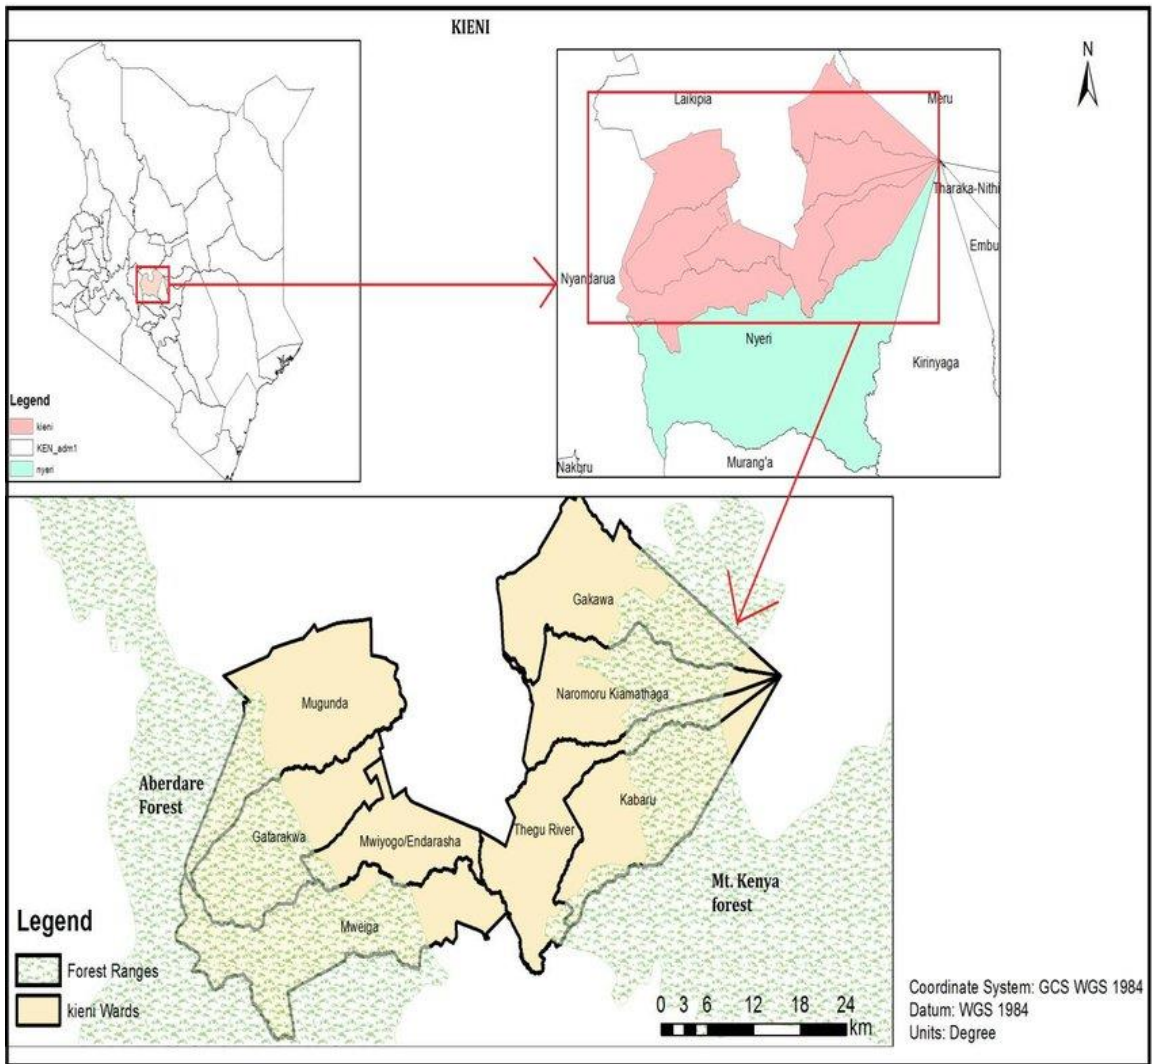 KIENI
N
Legend
kieni
KEN_adm1
nyeri
Laikipia
Meru
Tharaka-Nithi
Embu
Nyandarua
Nyeri
Kirinyaga
Murang'a
Nakuru
Gakawa
Naromoru Kiamathaga
Mugunda
Aberdare
Forest
Kabaru
Gatarakwa
Mwiyogo/Endarasha
Thegu River
Mt. Kenya
forest
Mweiga
Legend
Forest Ranges
kieni Wards
0 3 6 12 18 24
km
Coordinate System: GCS WGS 1984
Datum: WGS 1984
Units: Degree